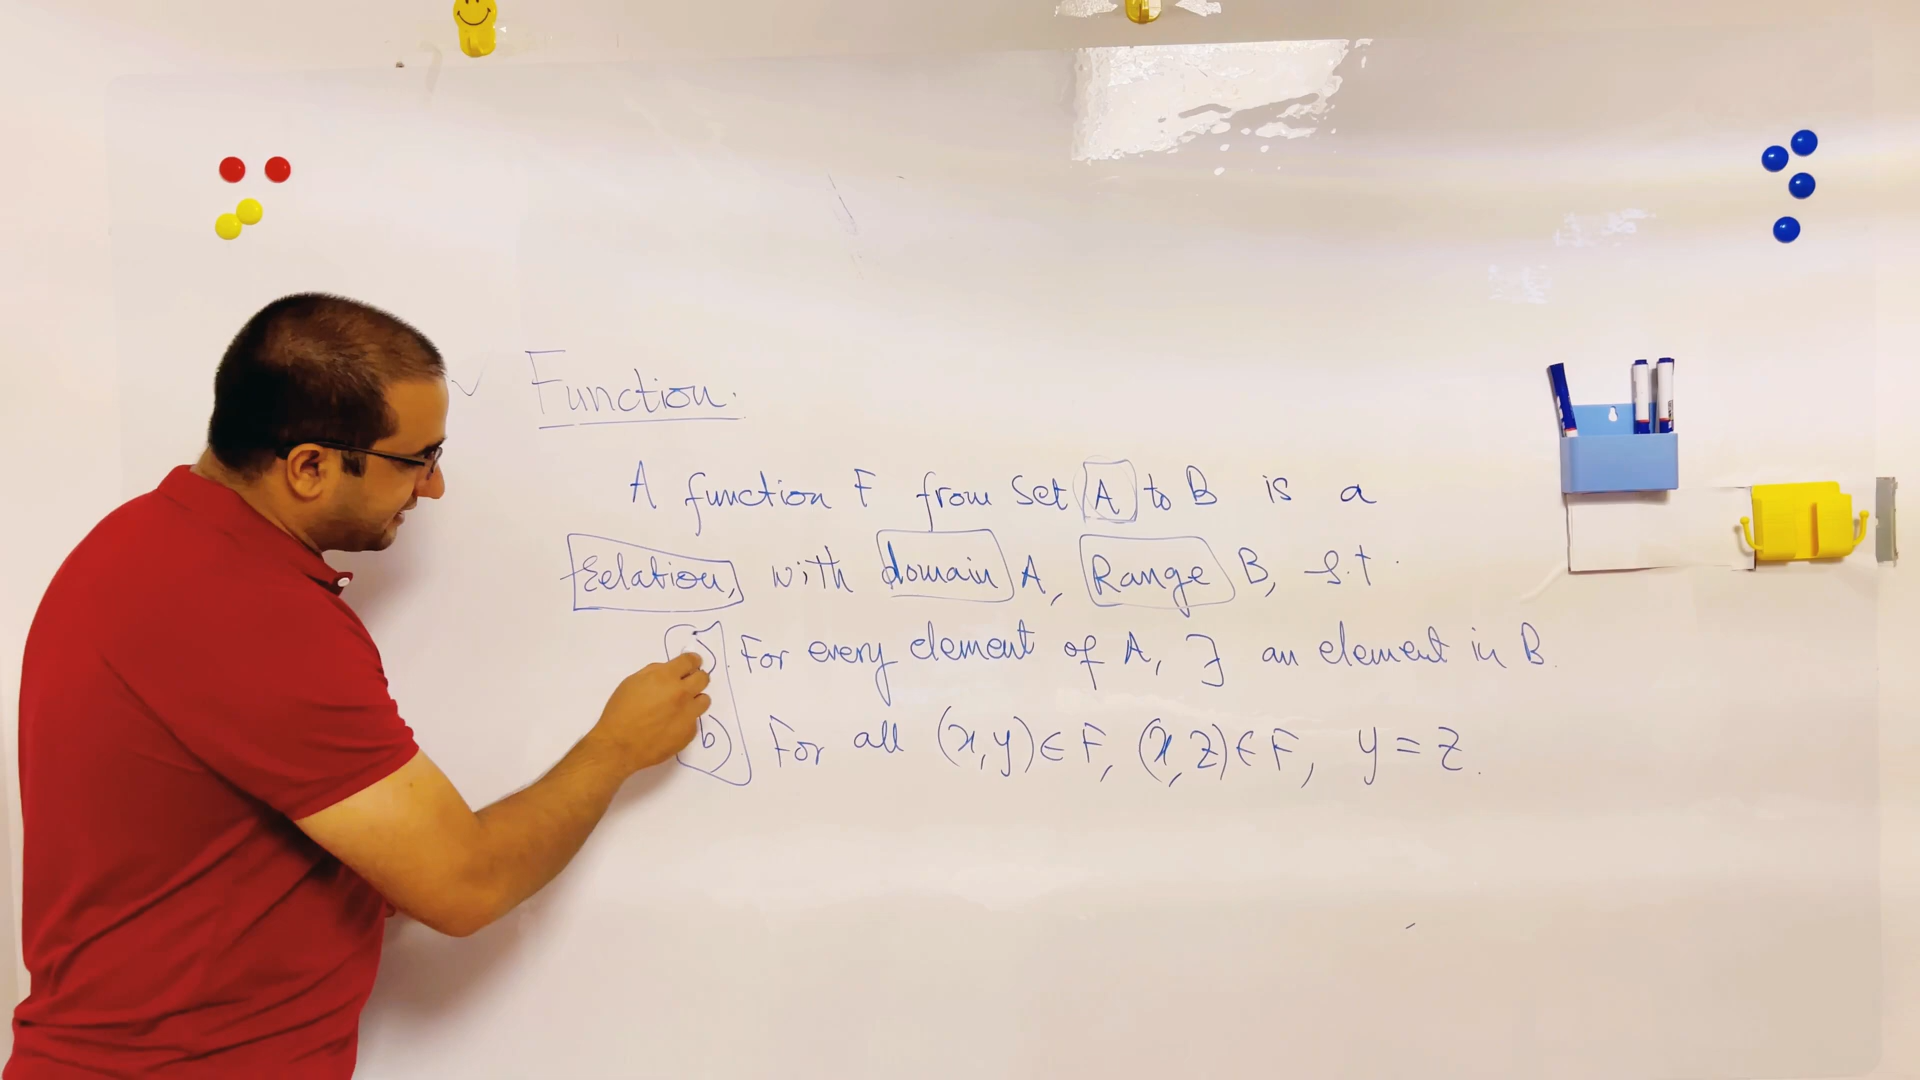 Function.
A function F from Set A to B is a
relation, with domain A, Range B, s.t.
For every element of A, ∃ an element in B.
b) For all (x,y)∈F, (x,z)∈F, y=z.